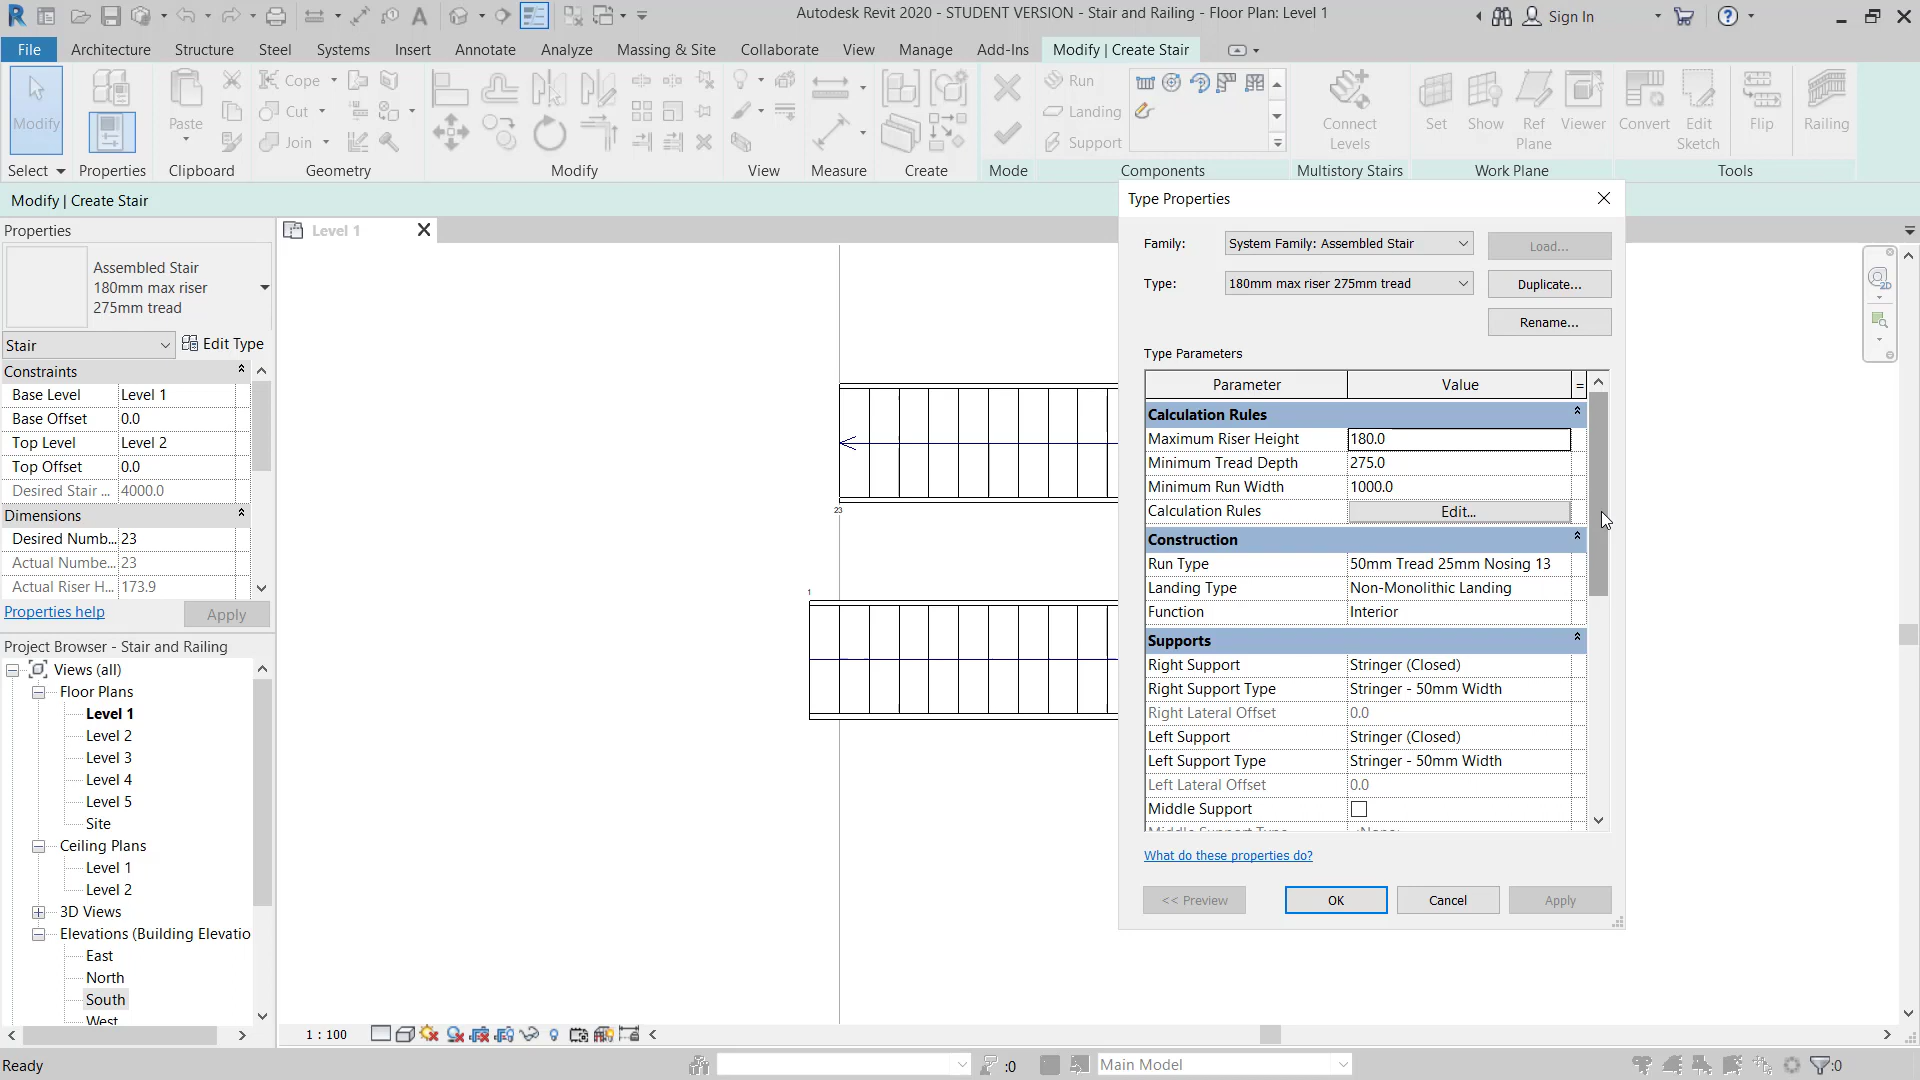 Autodesk Revit 2020 - STUDENT VERSION - Stair and Railing - Floor Plan: Level 1
Sign In
File Architecture Structure Steel Systems Insert Annotate Analyze Massing & Site Collaborate View Manage Add-Ins Modify | Create Stair
Modify
Paste
Cope
Cut
Join
Run
Landing
Support
Connect Levels
Set
Show
Ref Plane
Viewer
Convert
Edit Sketch
Flip
Railing
Select Properties Clipboard Geometry Modify View Measure Create Mode Components Multistory Stairs Work Plane Tools
Modify | Create Stair
Properties
Assembled Stair
180mm max riser
275mm tread
Stair Edit Type
Constraints
Base Level Level 1
Base Offset 0.0
Top Level Level 2
Top Offset 0.0
Desired Stair ... 4000.0
Dimensions
Desired Numb... 23
Actual Numbe... 23
Actual Riser H... 173.9
Properties help Apply
Project Browser - Stair and Railing
Views (all)
Floor Plans
Level 1
Level 2
Level 3
Level 4
Level 5
Site
Ceiling Plans
Level 1
Level 2
3D Views
Elevations (Building Elevatio
East
North
South
West
Level 1
23
1
Type Properties
Family: System Family: Assembled Stair Load...
Type: 180mm max riser 275mm tread Duplicate...
Rename...
Type Parameters
Parameter Value =
Calculation Rules
Maximum Riser Height 180.0
Minimum Tread Depth 275.0
Minimum Run Width 1000.0
Calculation Rules Edit...
Construction
Run Type 50mm Tread 25mm Nosing 13
Landing Type Non-Monolithic Landing
Function Interior
Supports
Right Support Stringer (Closed)
Right Support Type Stringer - 50mm Width
Right Lateral Offset 0.0
Left Support Stringer (Closed)
Left Support Type Stringer - 50mm Width
Left Lateral Offset 0.0
Middle Support
Middle Support Type <None>
What do these properties do?
<< Preview OK Cancel Apply
1 : 100
Ready
:0
Main Model
:0
2D